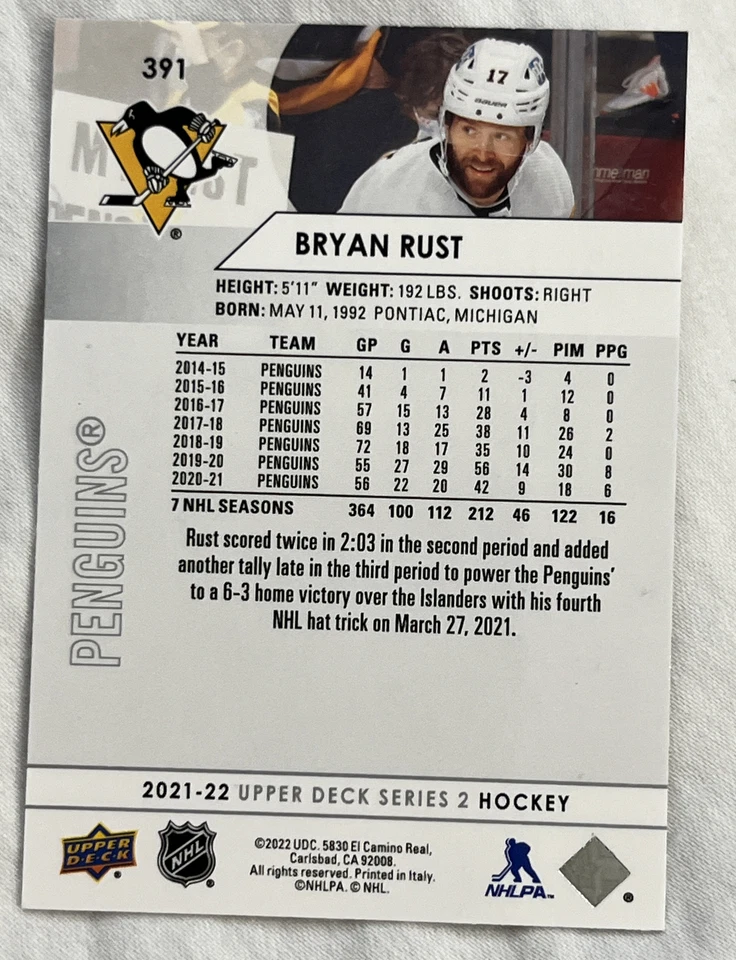 391
17
BAUER
mmelman
BRYAN RUST
HEIGHT: 5'11" WEIGHT: 192 LBS. SHOOTS: RIGHT
BORN: MAY 11, 1992 PONTIAC, MICHIGAN
YEAR TEAM GP G A PTS +/- PIM PPG
2014-15 PENGUINS 14 1 1 2 -3 4 0
2015-16 PENGUINS 41 4 7 11 1 12 0
2016-17 PENGUINS 57 15 13 28 4 8 0
2017-18 PENGUINS 69 13 25 38 11 26 2
2018-19 PENGUINS 72 18 17 35 10 24 0
2019-20 PENGUINS 55 27 29 56 14 30 8
2020-21 PENGUINS 56 22 20 42 9 18 6
7 NHL SEASONS 364 100 112 212 46 122 16
PENGUINS®
Rust scored twice in 2:03 in the second period and added
another tally late in the third period to power the Penguins'
to a 6-3 home victory over the Islanders with his fourth
NHL hat trick on March 27, 2021.
2021-22 UPPER DECK SERIES 2 HOCKEY
UPPER
D·E·C·K
®
NHL
®
©2022 UDC. 5830 El Camino Real,
Carlsbad, CA 92008.
All rights reserved. Printed in Italy.
©NHLPA. © NHL.
NHLPA™
®